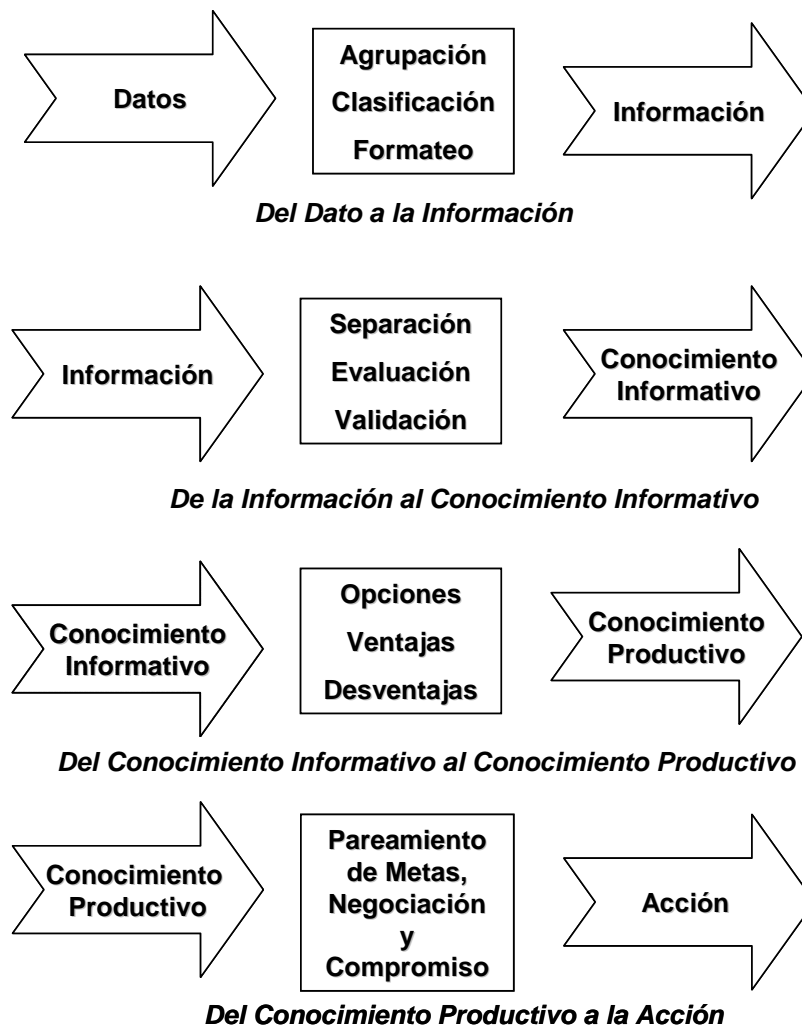 Datos
Agrupación
Clasificación
Formateo
Información
Del Dato a la Información
Información
Separación
Evaluación
Validación
Conocimiento
Informativo
De la Información al Conocimiento Informativo
Conocimiento
Informativo
Opciones
Ventajas
Desventajas
Conocimiento
Productivo
Del Conocimiento Informativo al Conocimiento Productivo
Conocimiento
Productivo
Pareamiento
de Metas,
Negociación
y
Compromiso
Acción
Del Conocimiento Productivo a la Acción